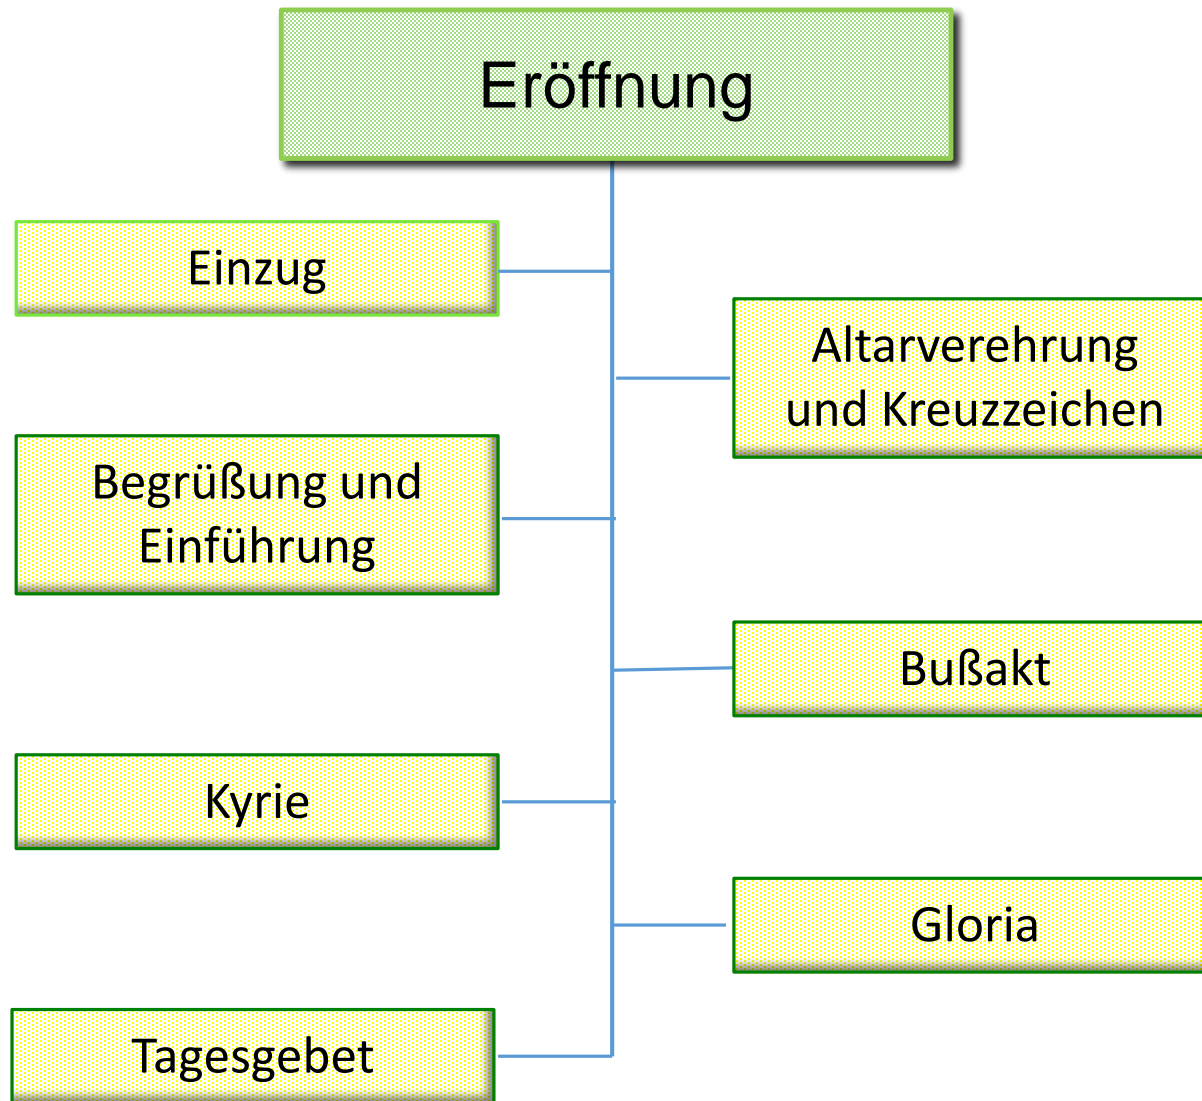 Eröffnung
Einzug
Altarverehrung
und Kreuzzeichen
Begrüßung und
Einführung
Bußakt
Kyrie
Gloria
Tagesgebet